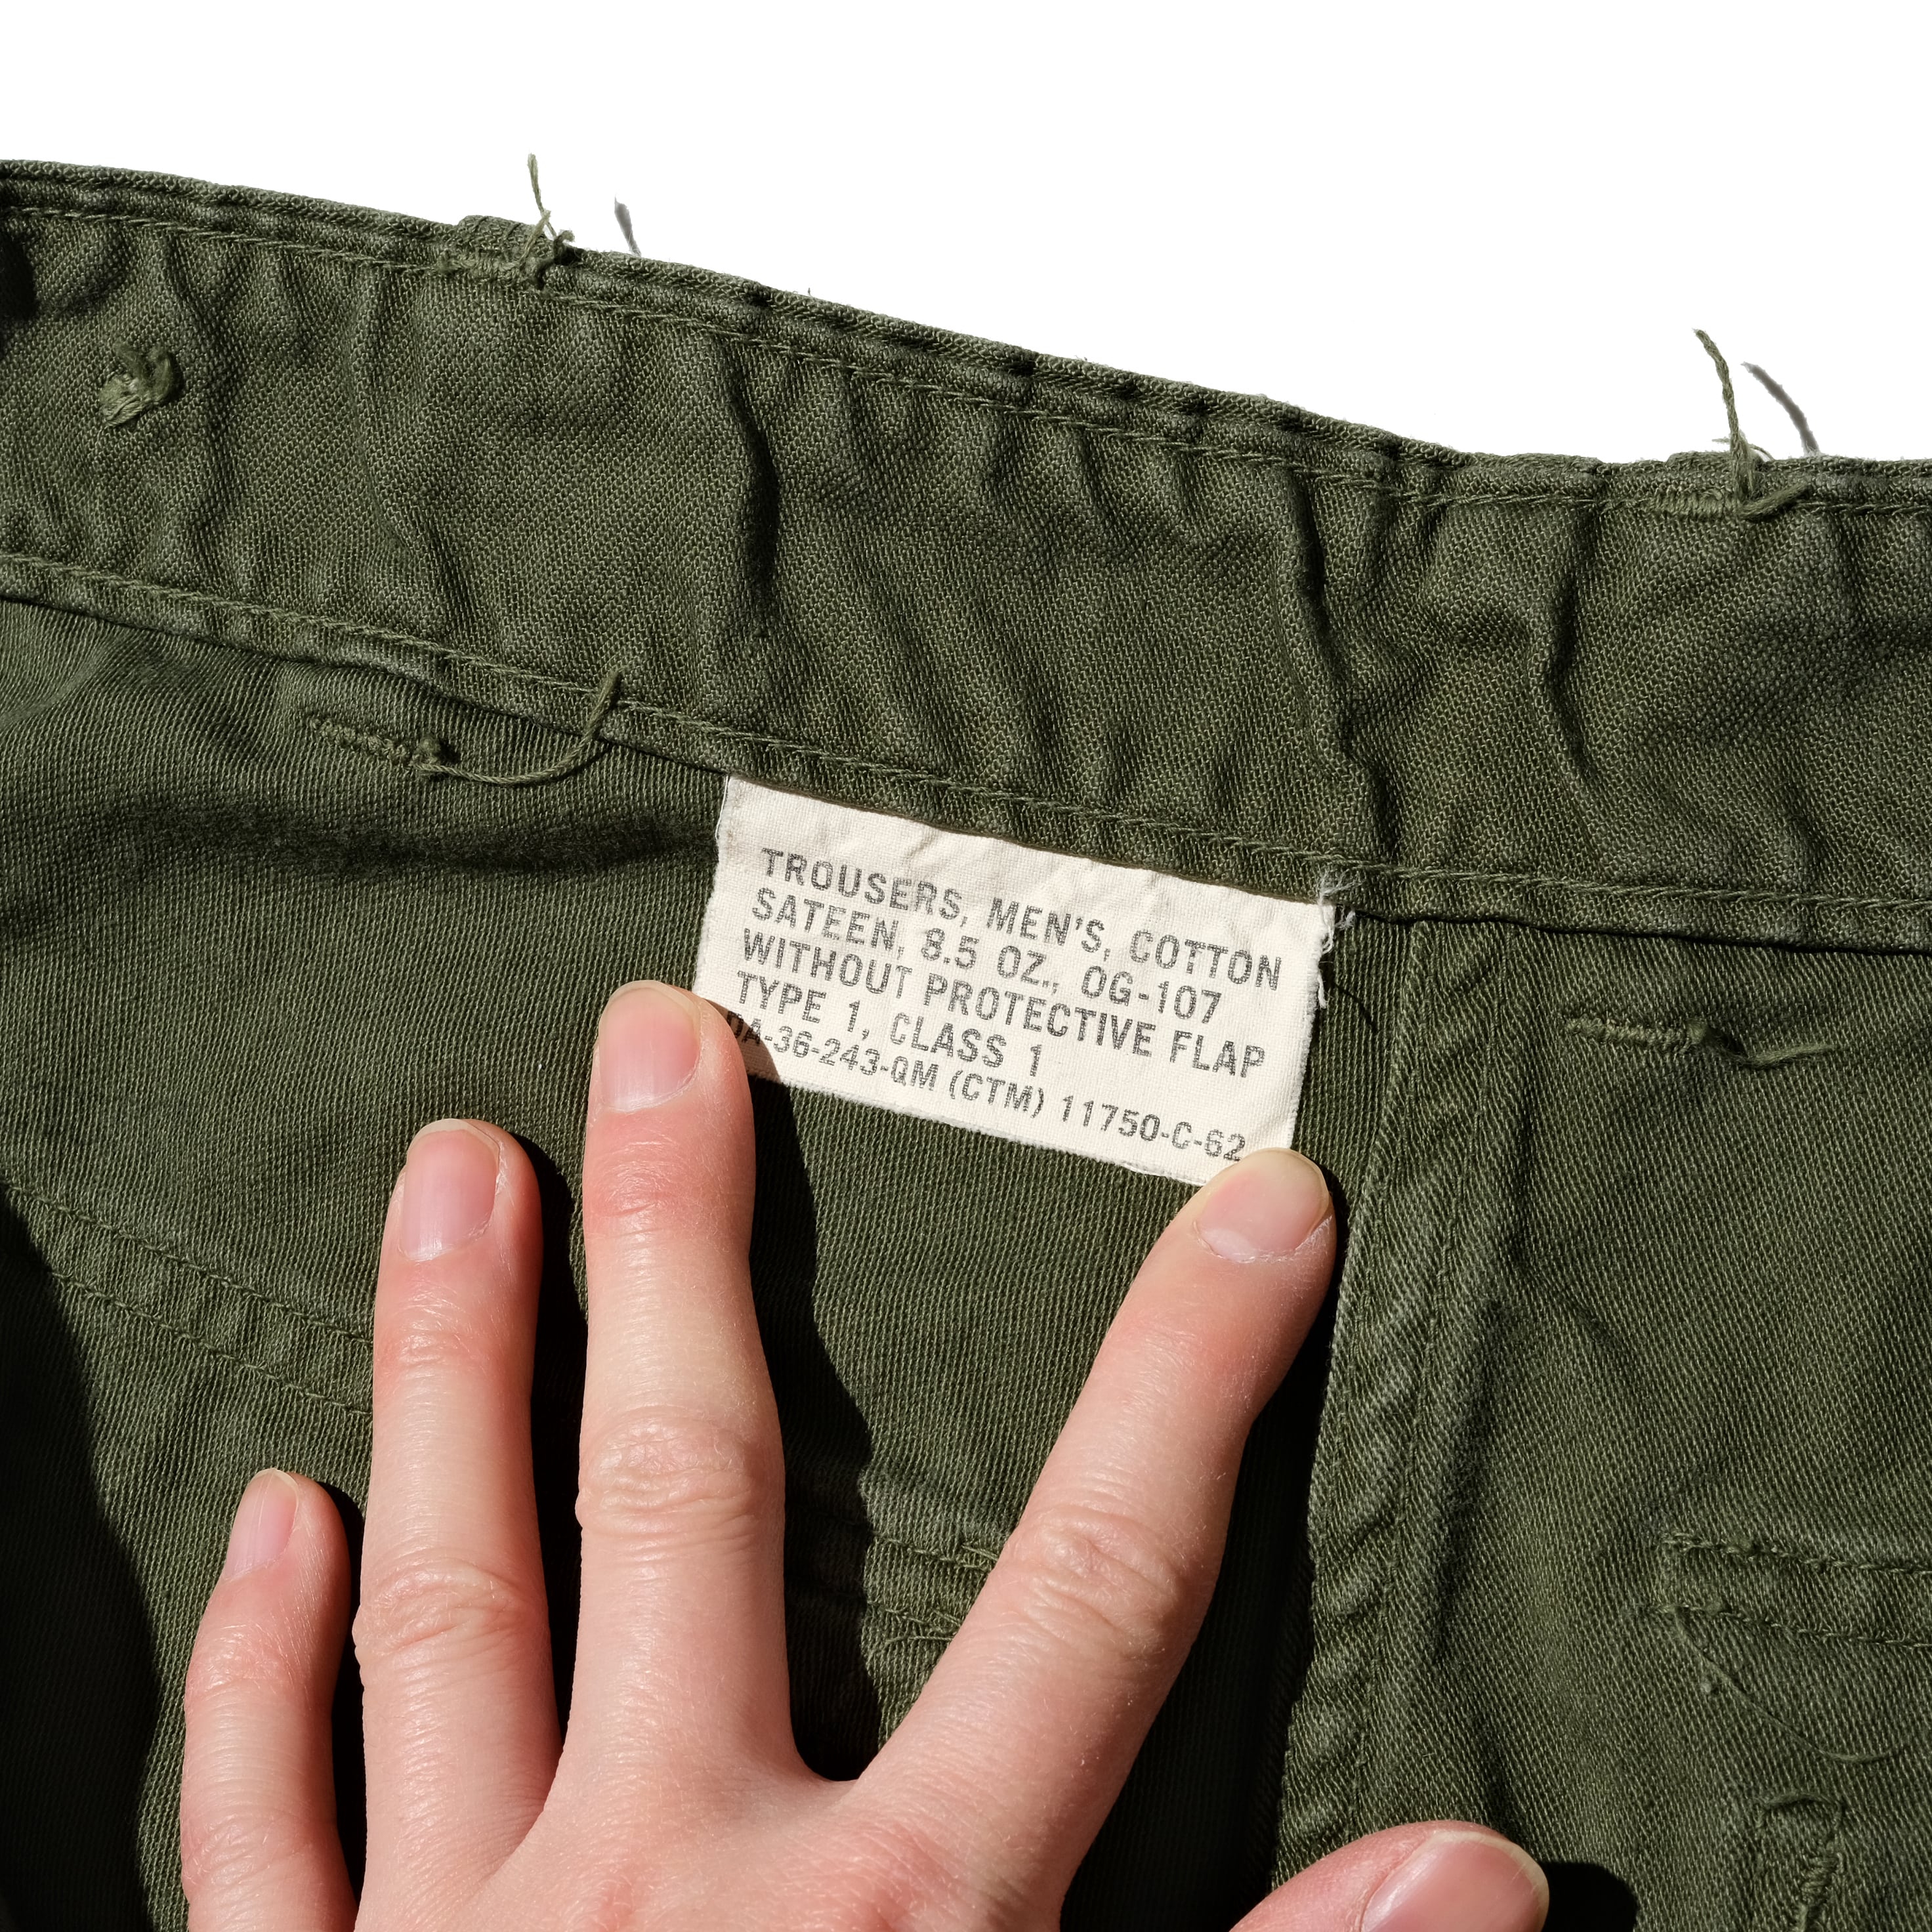 TROUSERS, MEN'S, COTTON
SATEEN, 8.5 OZ., OG-107
WITHOUT PROTECTIVE FLAP
TYPE 1, CLASS 1
DA-36-243-QM (CTM) 11750-C-62